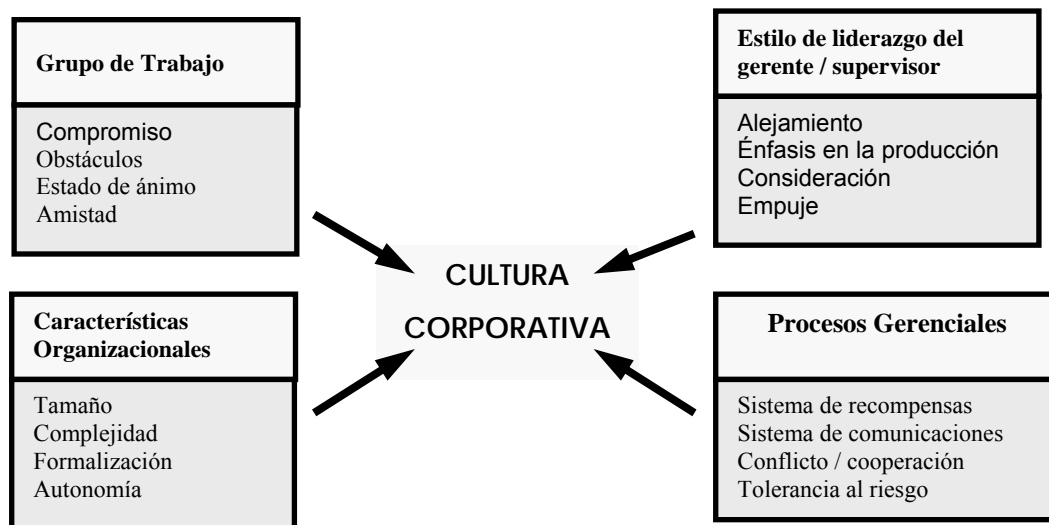 Grupo de Trabajo
Compromiso
Obstáculos
Estado de ánimo
Amistad
Estilo de liderazgo del
gerente / supervisor
Alejamiento
Énfasis en la producción
Consideración
Empuje
CULTURA
CORPORATIVA
Características
Organizacionales
Tamaño
Complejidad
Formalización
Autonomía
Procesos Gerenciales
Sistema de recompensas
Sistema de comunicaciones
Conflicto / cooperación
Tolerancia al riesgo